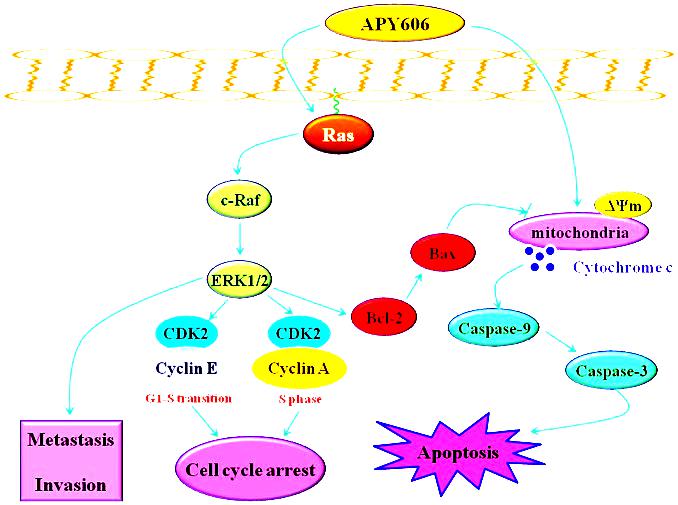 APY606
Ras
c-Raf
ΔΨm
mitochondria
Bax
Cytochrome c
ERK1/2
Bcl-2
CDK2
CDK2
Caspase-9
Cyclin E
Cyclin A
Caspase-3
G1-S transition
S phase
Metastasis
Invasion
Cell cycle arrest
Apoptosis